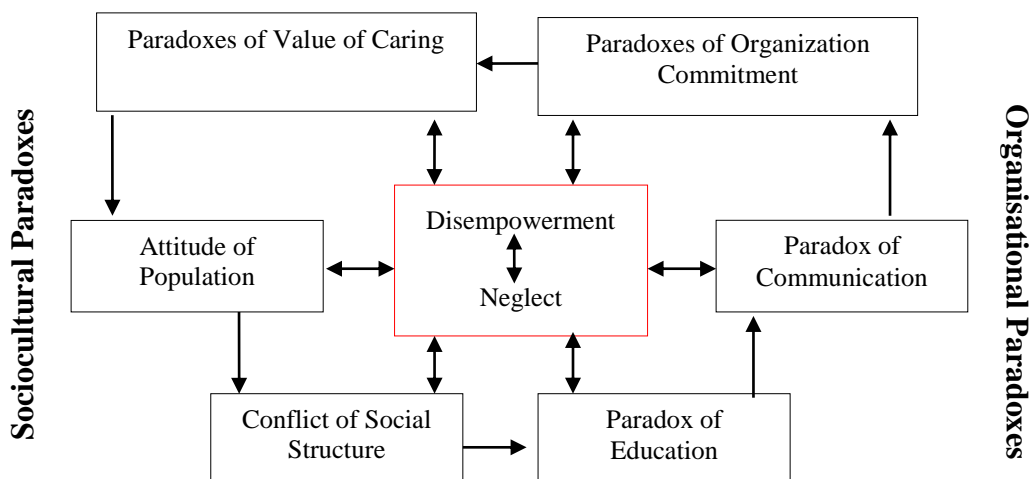 Paradoxes of Value of Caring
Paradoxes of Organization
Commitment
Sociocultural Paradoxes
Organisational Paradoxes
Disempowerment
Neglect
Attitude of
Population
Paradox of
Communication
Conflict of Social
Structure
Paradox of
Education